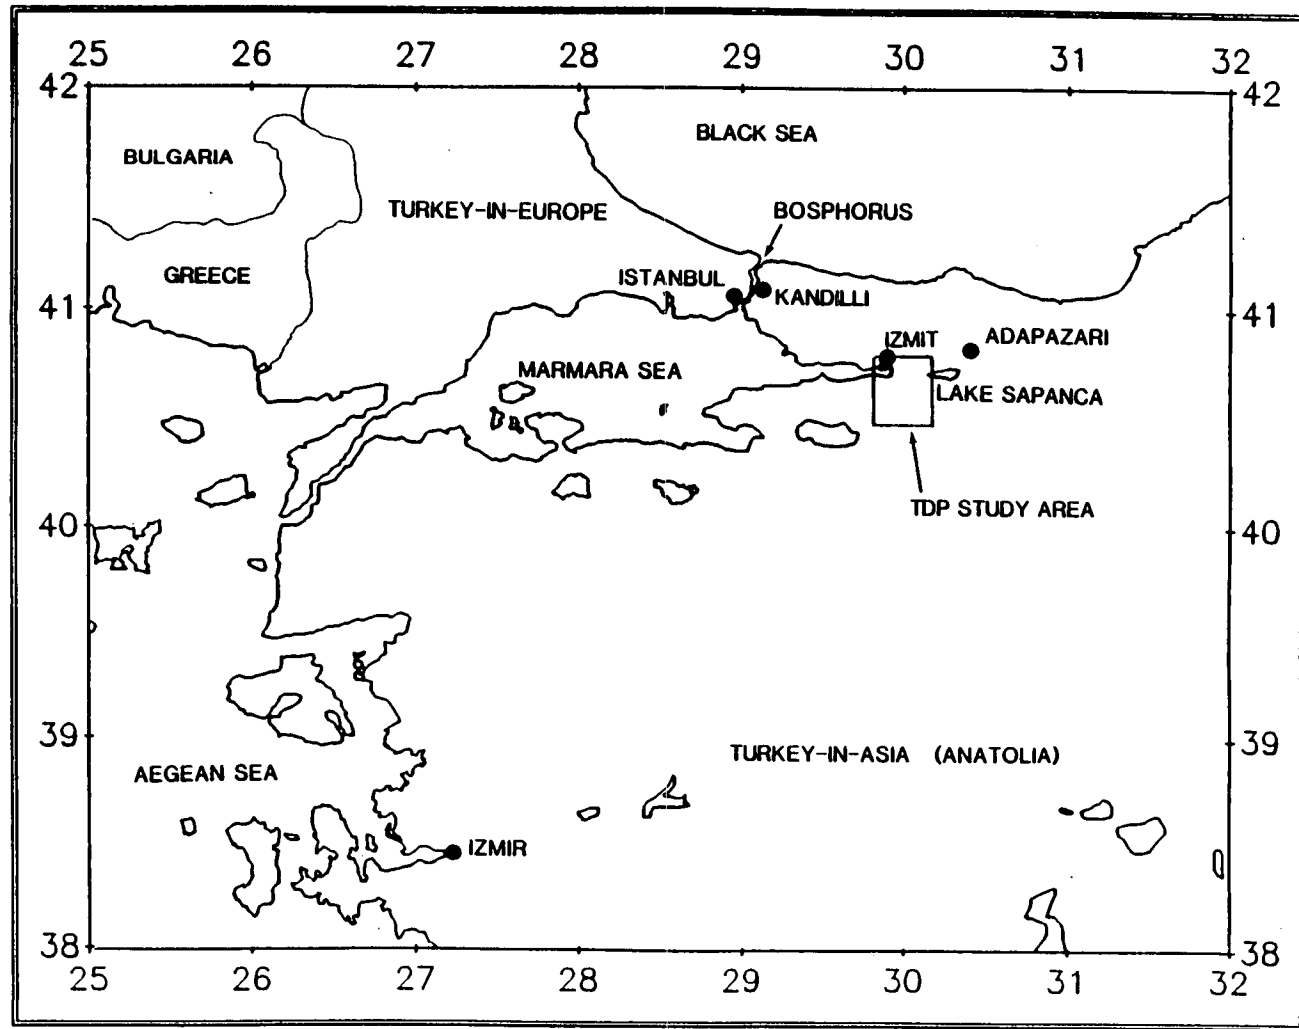 25 26 27 28 29 30 31 32
42 42
BLACK SEA
BULGARIA
TURKEY-IN-EUROPE
BOSPHORUS
GREECE
ISTANBUL
KANDILLI
41 41
IZMIT
ADAPAZARI
MARMARA SEA
LAKE SAPANCA
TDP STUDY AREA
40 40
39 39
TURKEY-IN-ASIA (ANATOLIA)
AEGEAN SEA
IZMIR
38 38
25 26 27 28 29 30 31 32